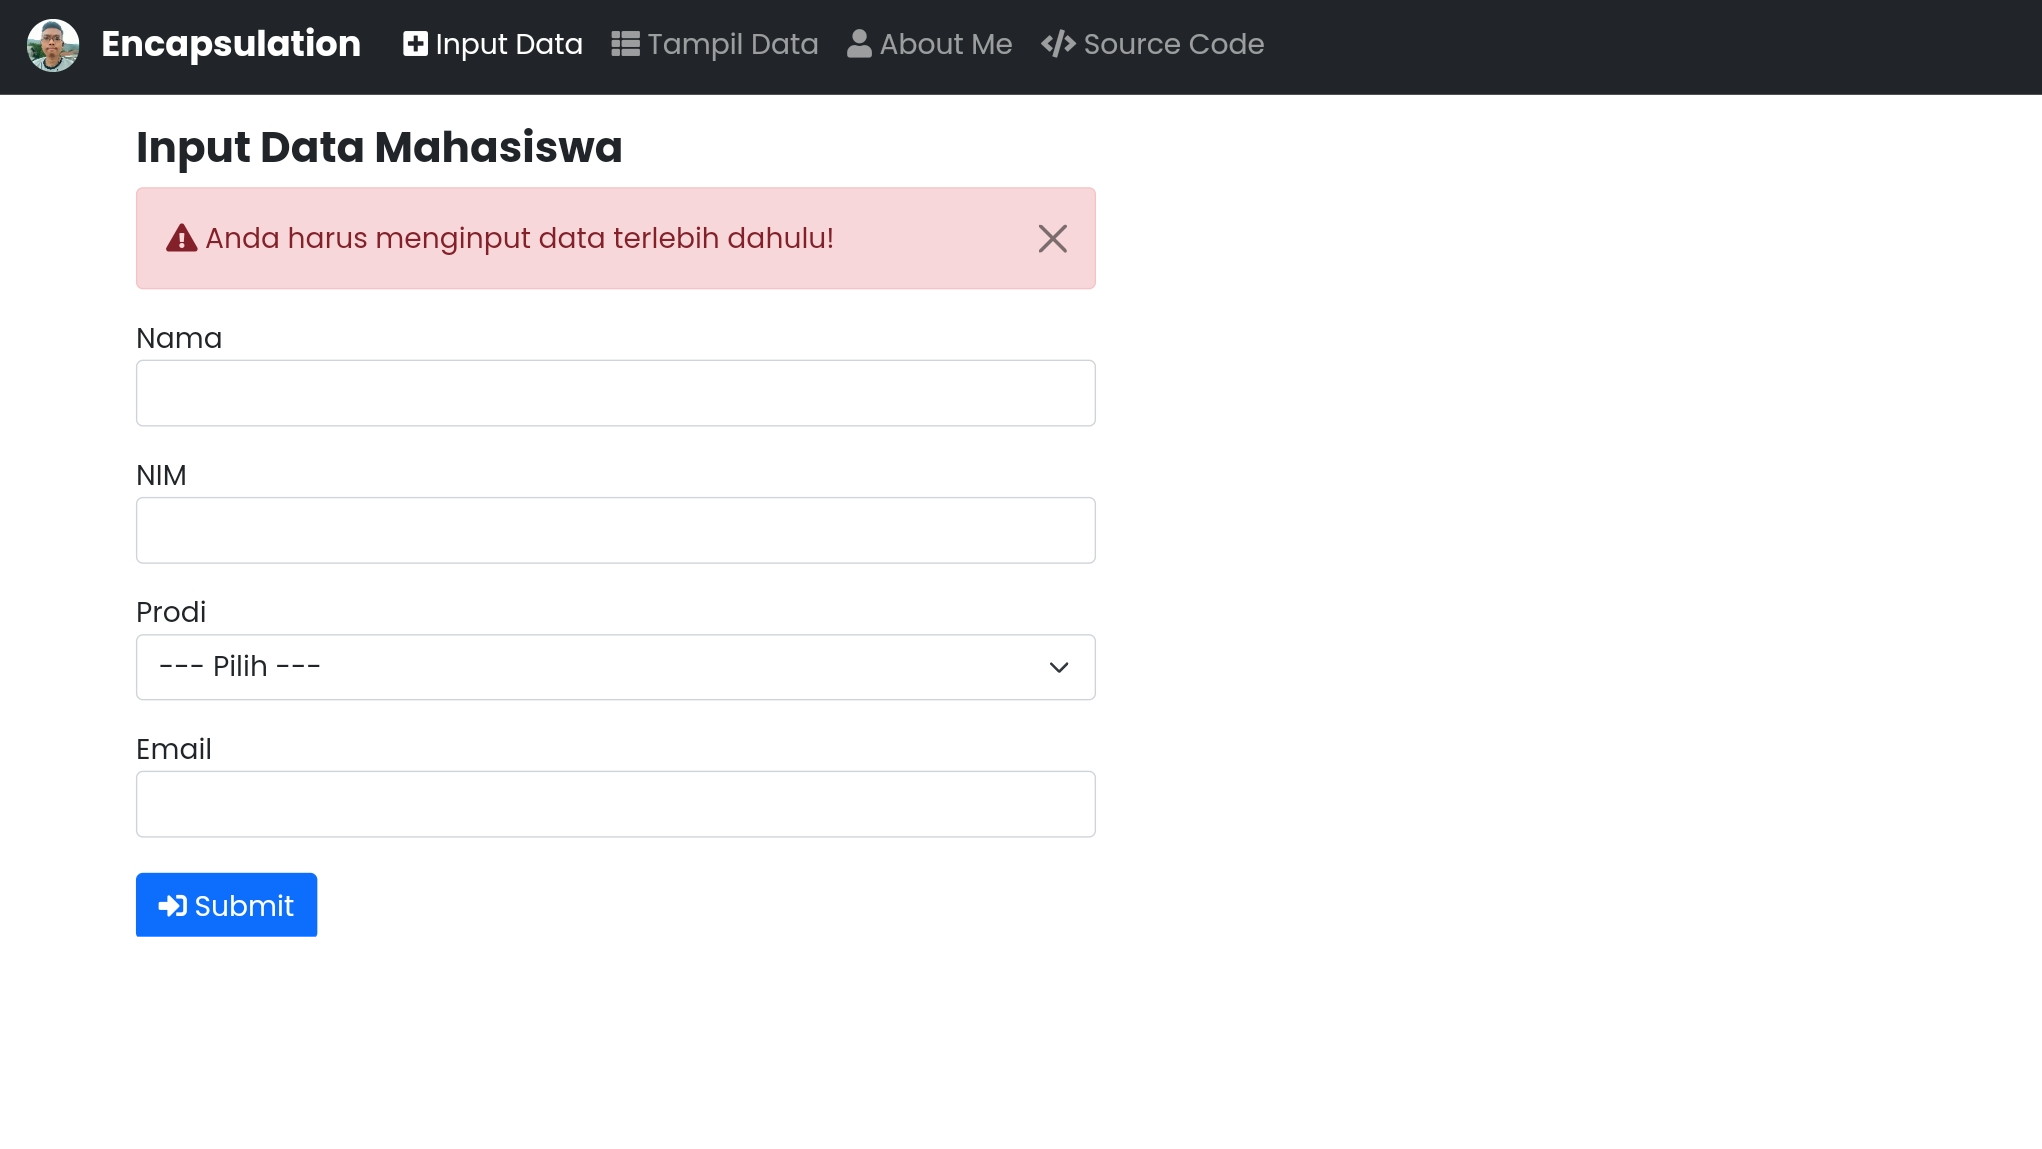 Encapsulation Input Data Tampil Data About Me Source Code
Input Data Mahasiswa
Anda harus menginput data terlebih dahulu!
Nama
NIM
Prodi
--- Pilih ---
Email
Submit